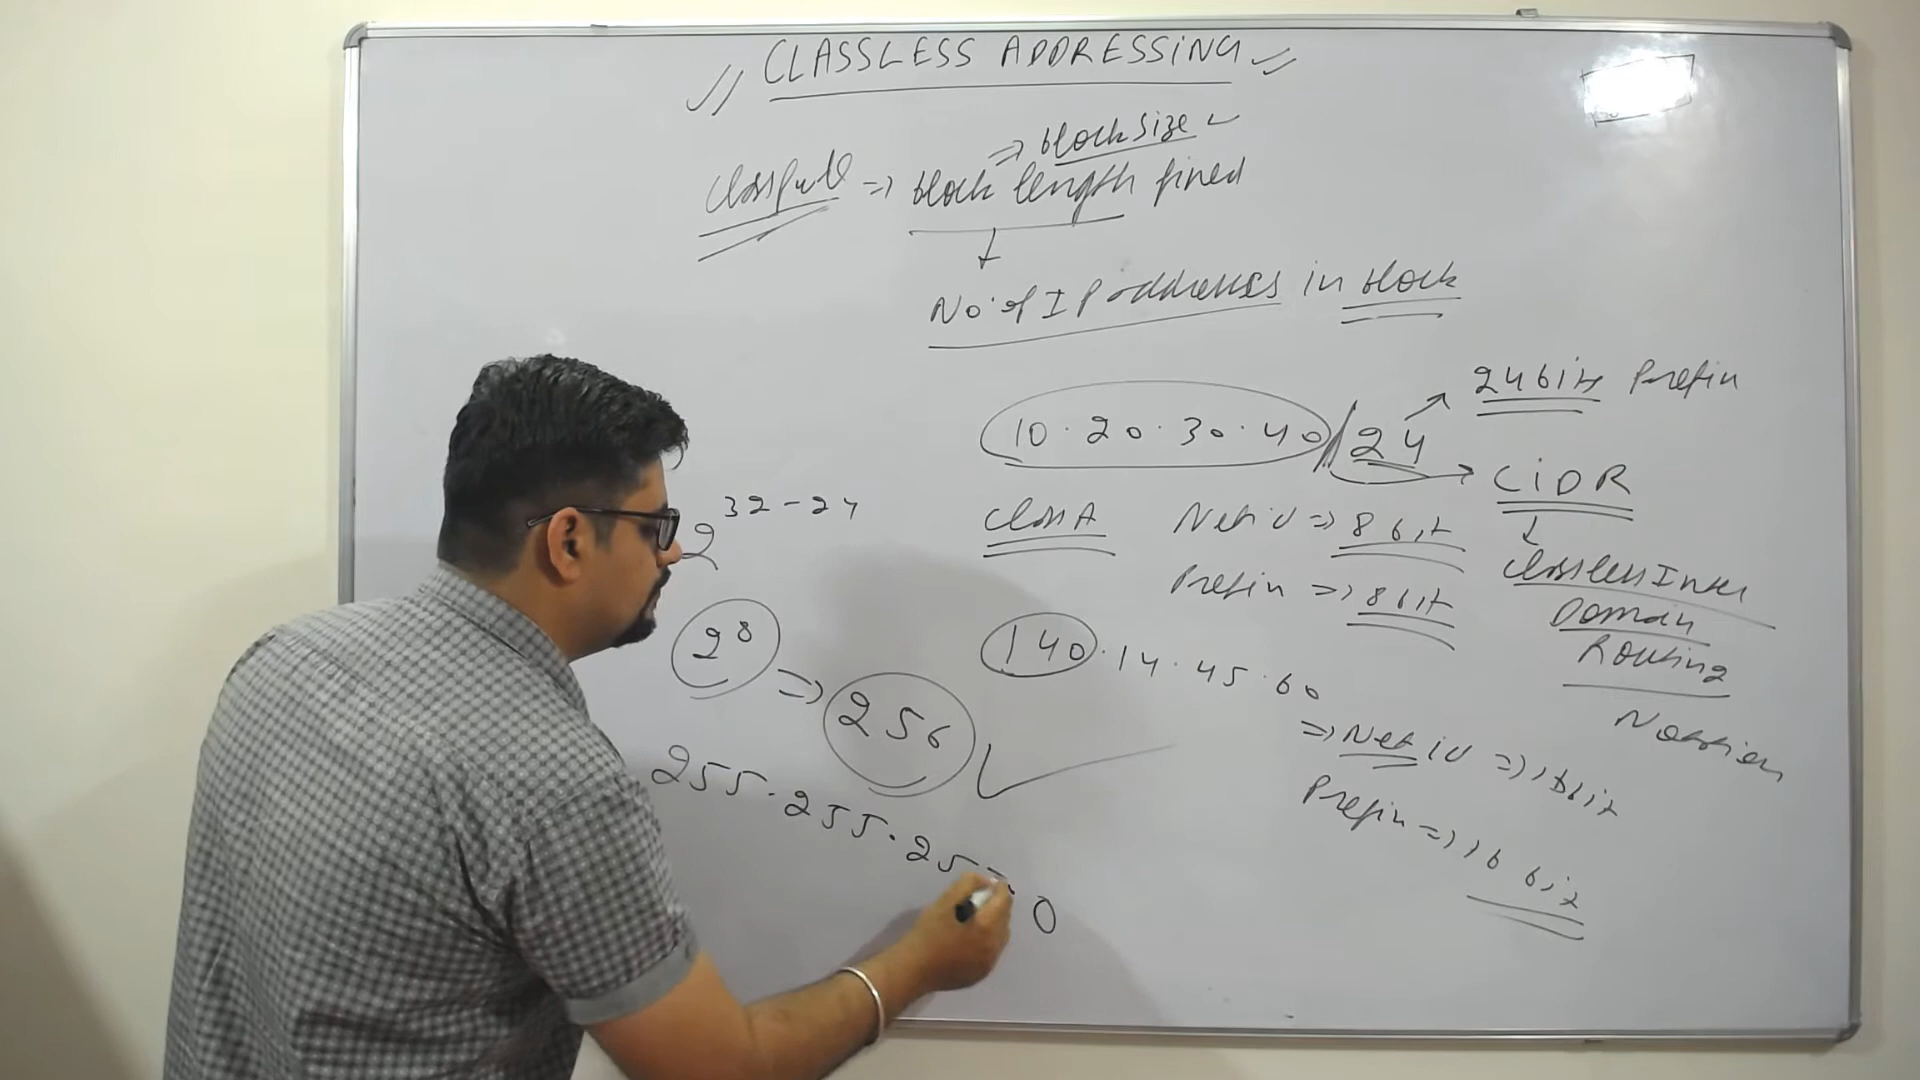 CLASSLESS ADDRESSING
=> block size
classful => block length fixed
No. of IP addresses in block
24 bits Prefix
10.20.30.40/24
CIDR
2 32-24
Class A Net id => 8 bit
Prefix => 8 bit
Classless Inter
Domain
Routing
Notation
2 8 => 256
140.14.45.60
=> Net id => 16 bit
Prefix => 16 bit
255.255.255.0